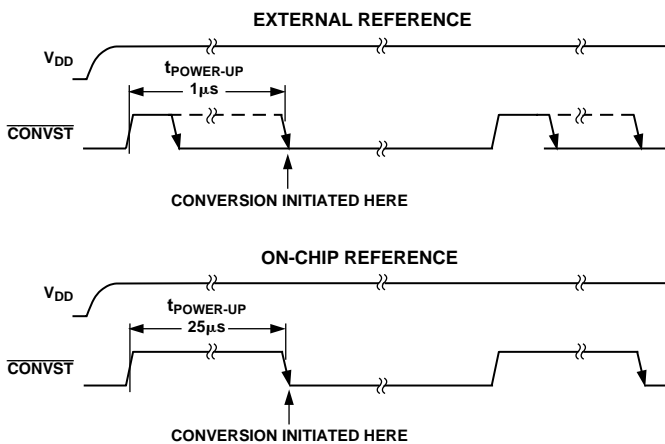 EXTERNAL REFERENCE
VDD
tPOWER-UP
1µs
CONVST
CONVERSION INITIATED HERE
ON-CHIP REFERENCE
VDD
tPOWER-UP
25µs
CONVST
CONVERSION INITIATED HERE